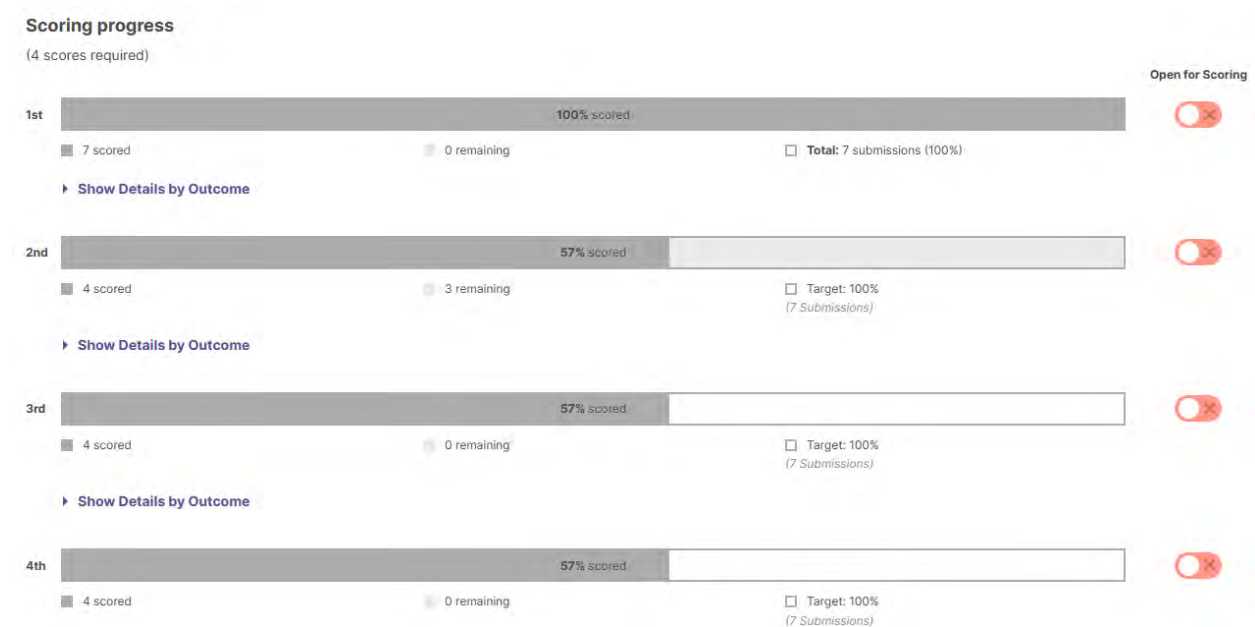 Scoring progress
(4 scores required)
Open for Scoring
1st
100% scored
7 scored
0 remaining
Total: 7 submissions (100%)
Show Details by Outcome
2nd
57% scored
4 scored
3 remaining
Target: 100%
(7 Submissions)
Show Details by Outcome
3rd
57% scored
4 scored
0 remaining
Target: 100%
(7 Submissions)
Show Details by Outcome
4th
57% scored
4 scored
0 remaining
Target: 100%
(7 Submissions)